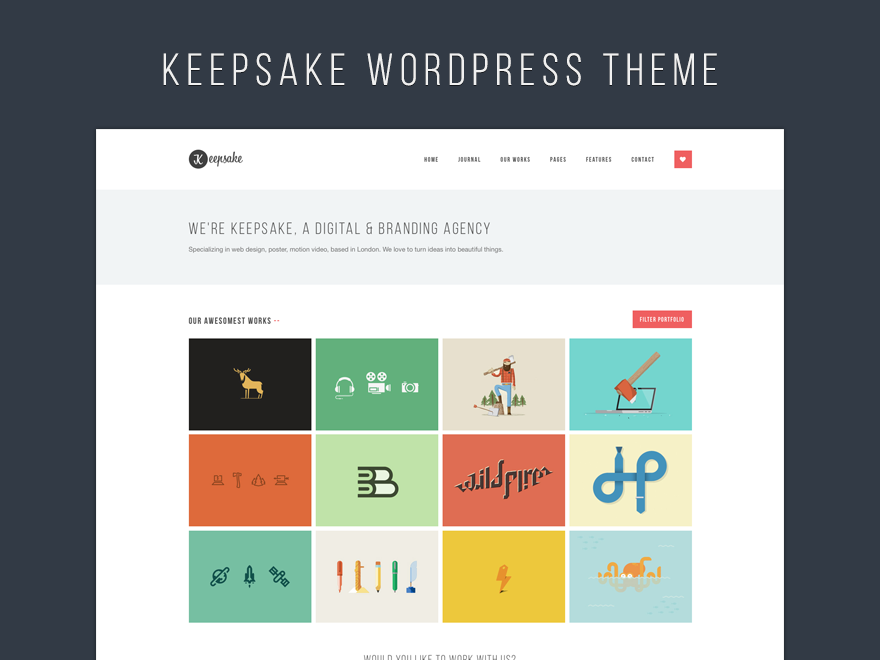 KEEPSAKE WORDPRESS THEME
Keepsake
HOME JOURNAL OUR WORKS PAGES FEATURES CONTACT
WE'RE KEEPSAKE, A DIGITAL & BRANDING AGENCY
Specializing in web design, poster, motion video, based in London. We love to turn ideas into beautiful things.
OUR AWESOMEST WORKS --
FILTER PORTFOLIO
B
wildfires
WOULD YOU LIKE TO WORK WITH US?